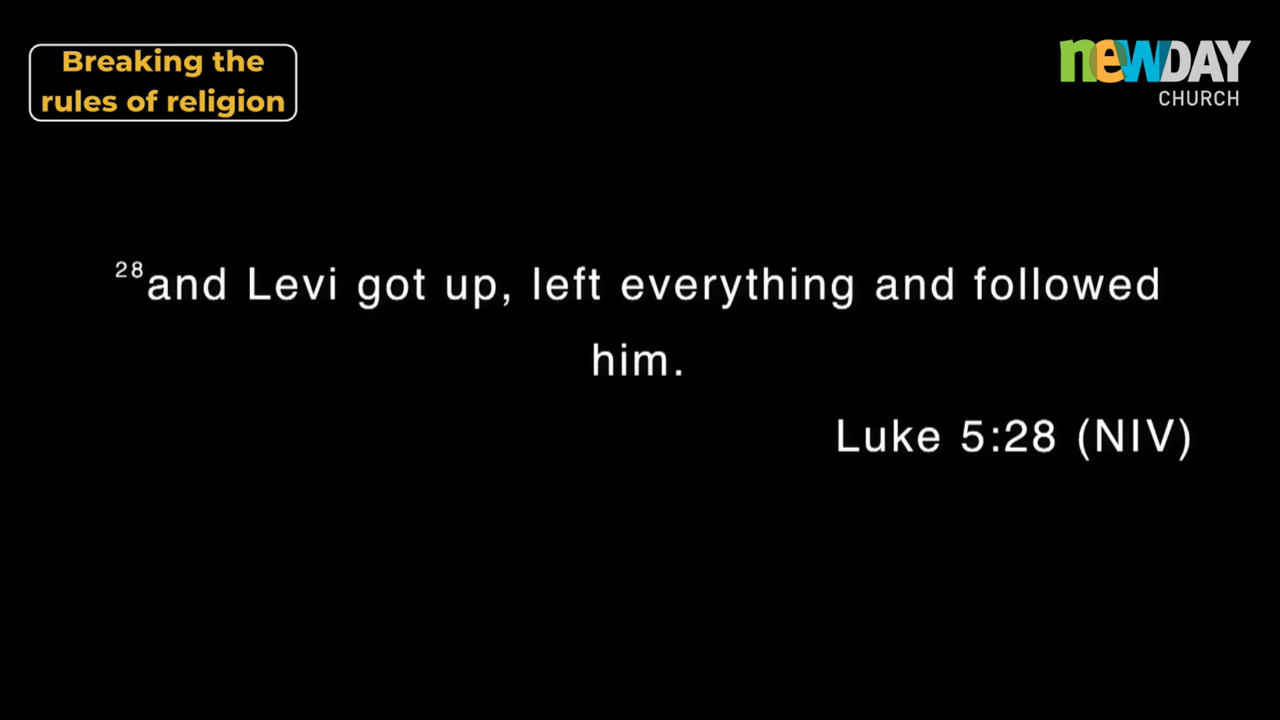 Breaking the
rules of religion
newDAY
CHURCH
28and Levi got up, left everything and followed
him.
Luke 5:28 (NIV)